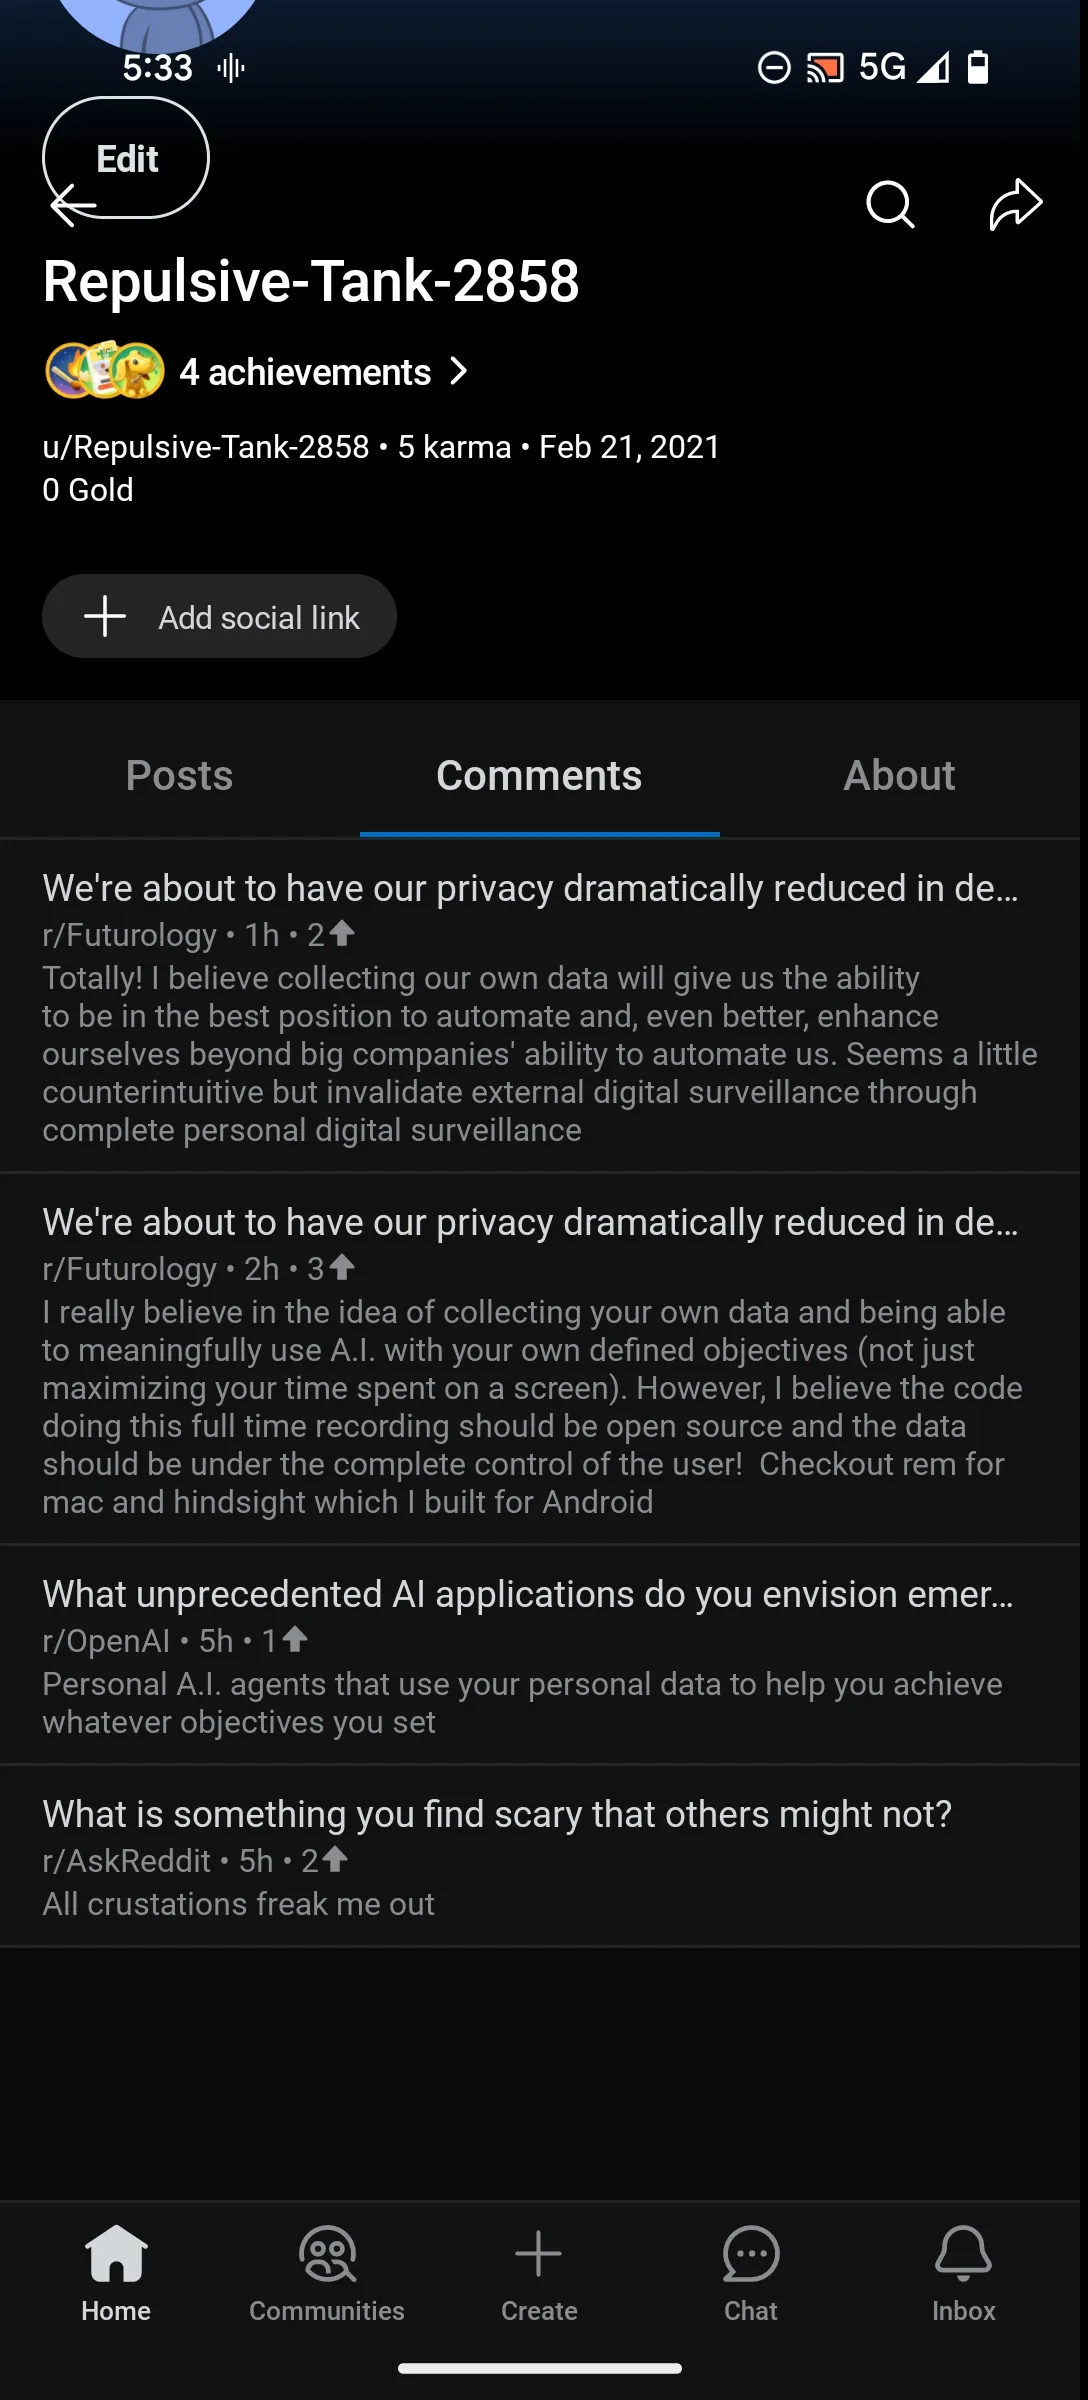 5:33
5G
Edit
Repulsive-Tank-2858
4 achievements
u/Repulsive-Tank-2858 • 5 karma • Feb 21, 2021
0 Gold
Add social link
Posts
Comments
About
We're about to have our privacy dramatically reduced in de...
r/Futurology • 1h • 2
Totally! I believe collecting our own data will give us the ability
to be in the best position to automate and, even better, enhance
ourselves beyond big companies' ability to automate us. Seems a little
counterintuitive but invalidate external digital surveillance through
complete personal digital surveillance
We're about to have our privacy dramatically reduced in de...
r/Futurology • 2h • 3
I really believe in the idea of collecting your own data and being able
to meaningfully use A.I. with your own defined objectives (not just
maximizing your time spent on a screen). However, I believe the code
doing this full time recording should be open source and the data
should be under the complete control of the user!  Checkout rem for
mac and hindsight which I built for Android
What unprecedented AI applications do you envision emer...
r/OpenAI • 5h • 1
Personal A.I. agents that use your personal data to help you achieve
whatever objectives you set
What is something you find scary that others might not?
r/AskReddit • 5h • 2
All crustations freak me out
Home
Communities
Create
Chat
Inbox